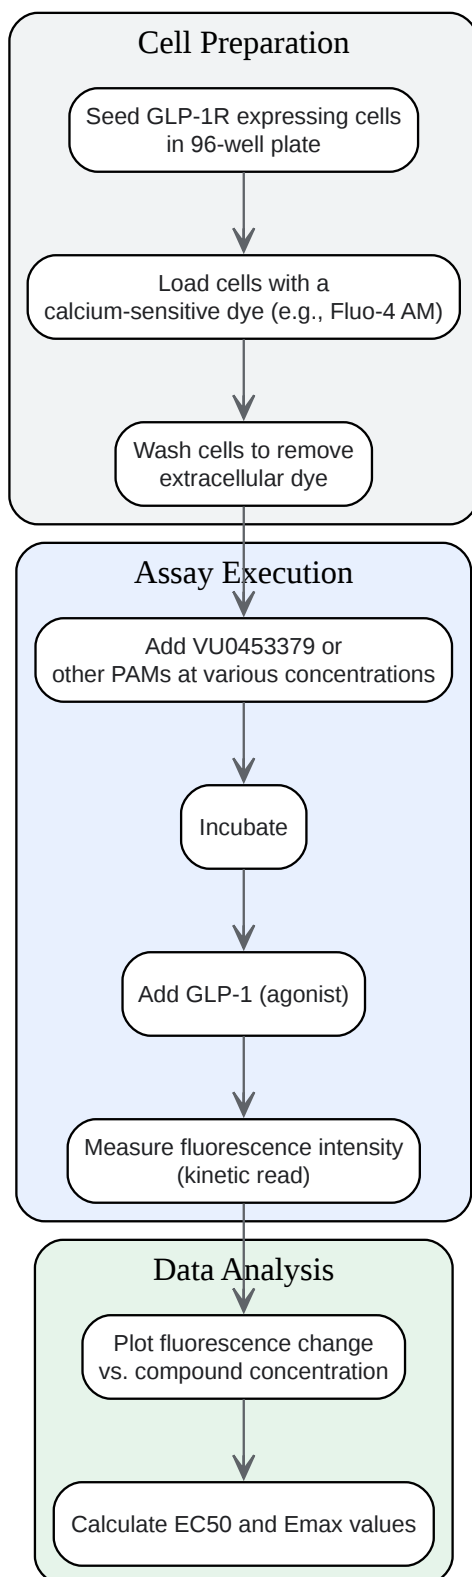 Cell Preparation
Seed GLP-1R expressing cells
in 96-well plate
Load cells with a
calcium-sensitive dye (e.g., Fluo-4 AM)
Wash cells to remove
extracellular dye
Assay Execution
Add VU0453379 or
other PAMs at various concentrations
Incubate
Add GLP-1 (agonist)
Measure fluorescence intensity
(kinetic read)
Data Analysis
Plot fluorescence change
vs. compound concentration
Calculate EC50 and Emax values